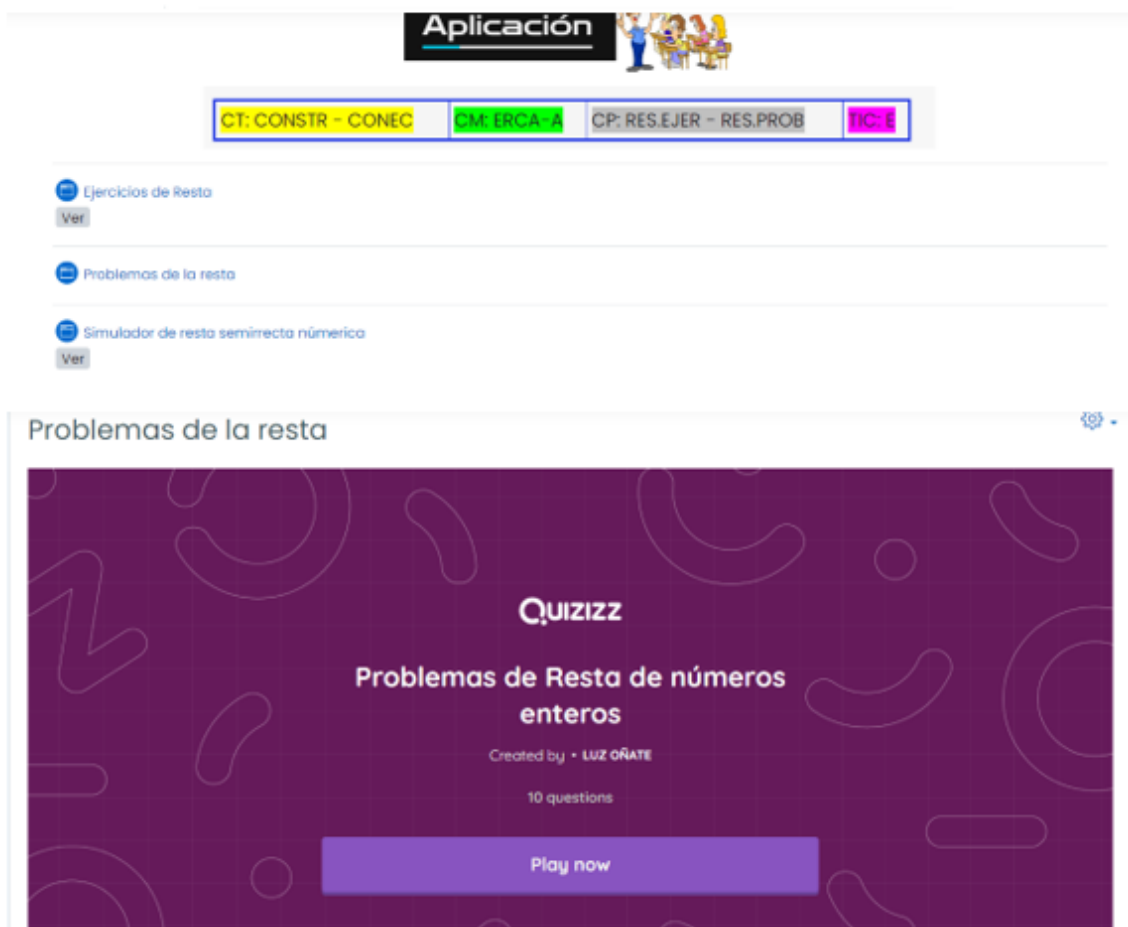 Aplicación
CT: CONSTR - CONEC CM: ERCA-A CP: RES.EJER - RES.PROB TIC: E
Ejercicios de Resta
Ver
Problemas de la resta
Simulador de resta semirrecta númerica
Ver
Problemas de la resta
Quizizz
Problemas de Resta de números
enteros
Created by • LUZ OÑATE
10 questions
Play now